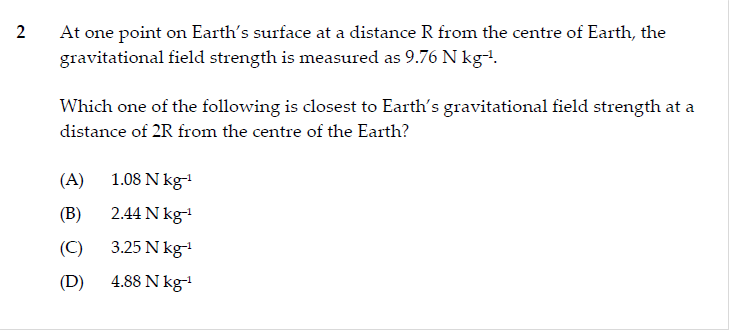 2 At one point on Earth's surface at a distance R from the centre of Earth, the
gravitational field strength is measured as 9.76 N kg⁻¹.
Which one of the following is closest to Earth's gravitational field strength at a
distance of 2R from the centre of the Earth?
(A) 1.08 N kg⁻¹
(B) 2.44 N kg⁻¹
(C) 3.25 N kg⁻¹
(D) 4.88 N kg⁻¹